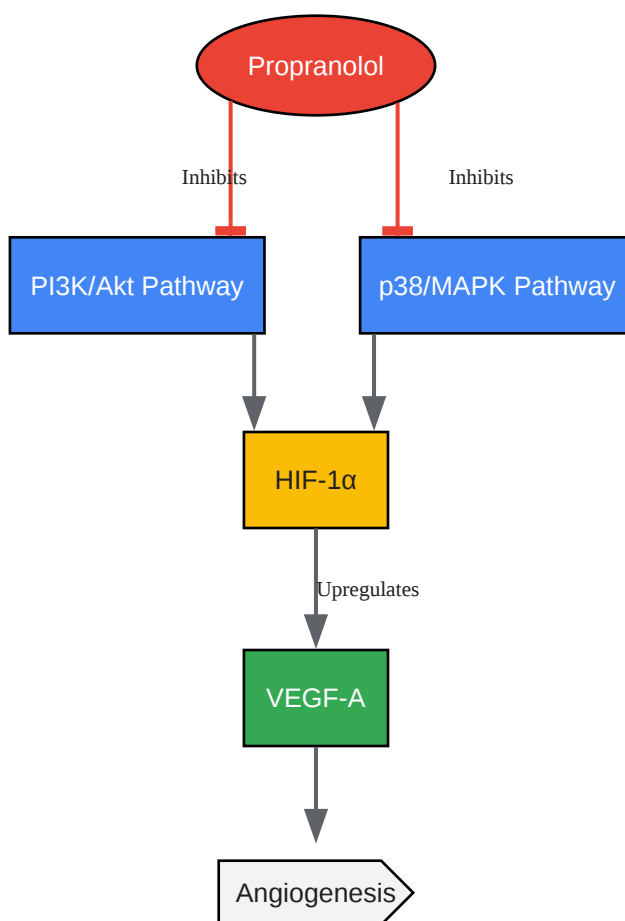 Propranolol
Inhibits
Inhibits
PI3K/Akt Pathway
p38/MAPK Pathway
HIF-1α
Upregulates
VEGF-A
Angiogenesis